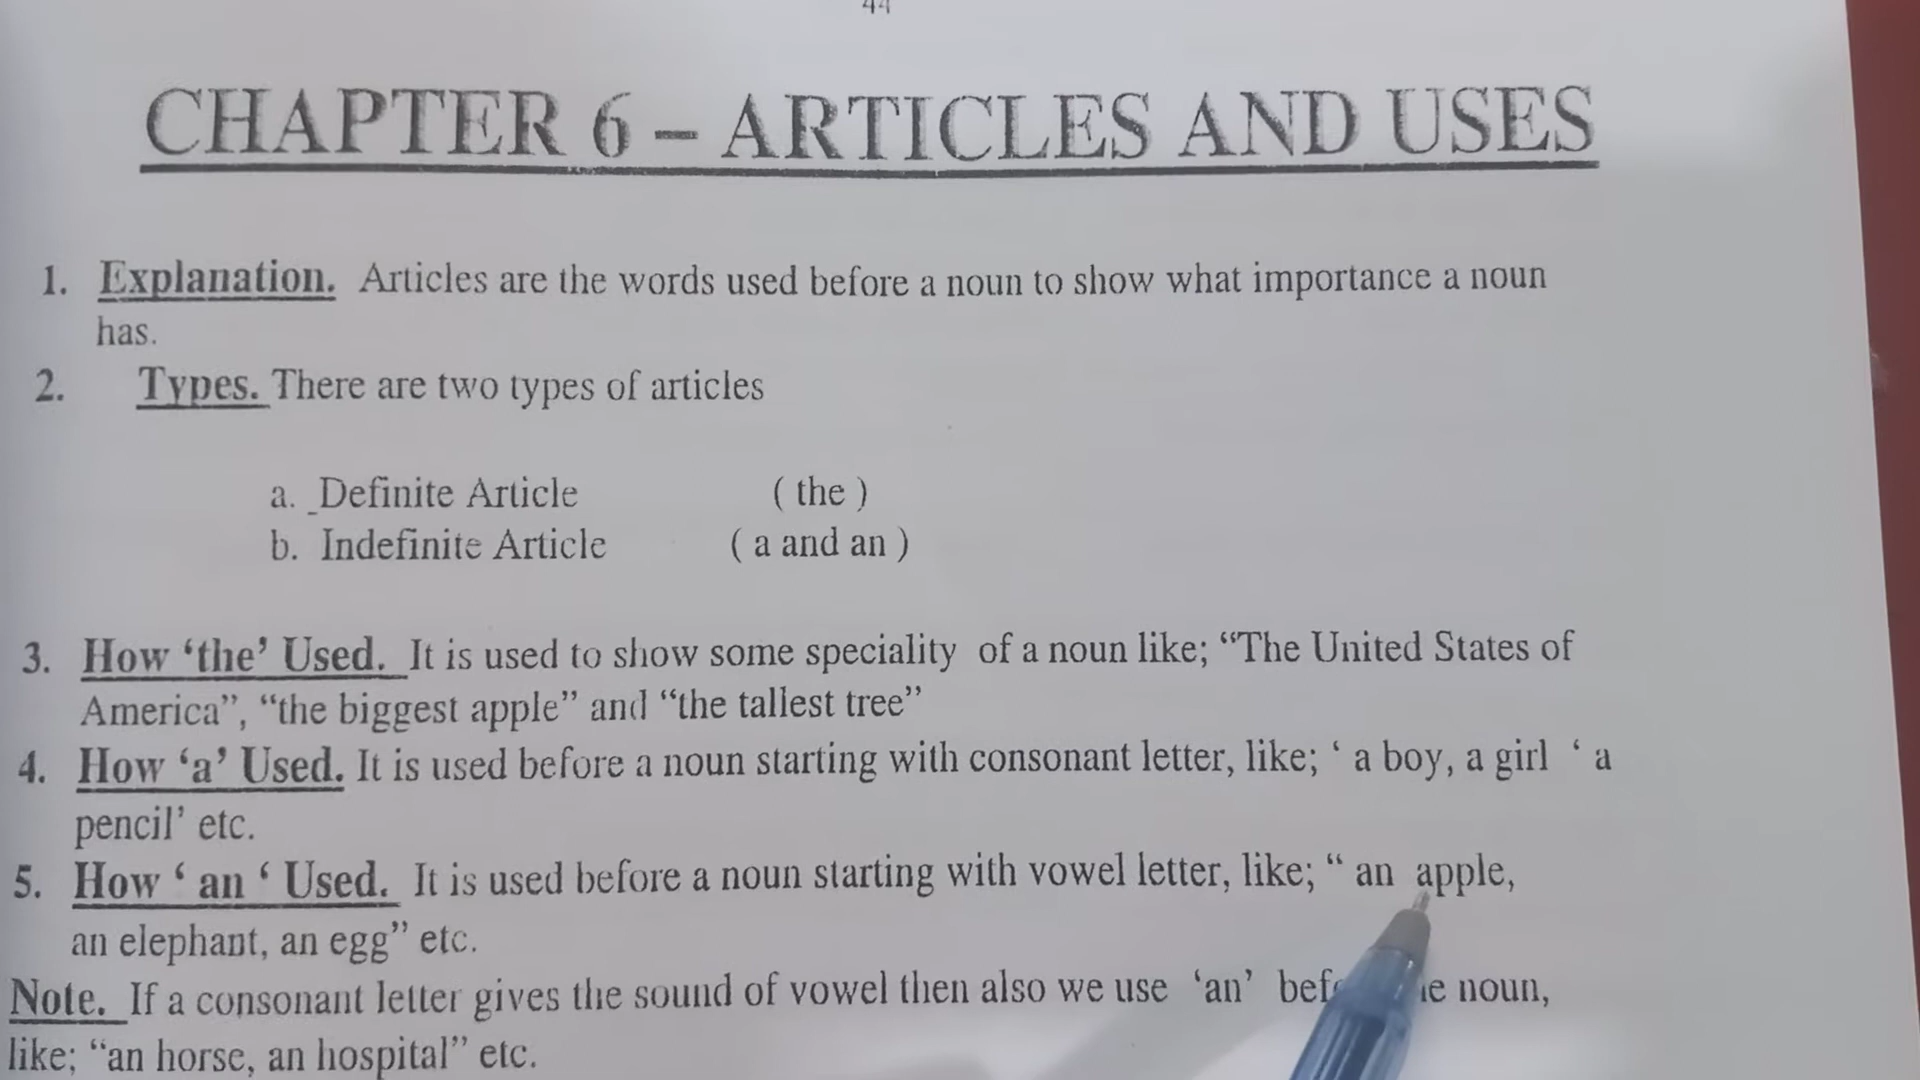 44
CHAPTER 6 – ARTICLES AND USES
1. Explanation. Articles are the words used before a noun to show what importance a noun
has.
2. Types. There are two types of articles
a. Definite Article ( the )
b. Indefinite Article ( a and an )
3. How ‘the’ Used. It is used to show some speciality of a noun like; “The United States of
America”, “the biggest apple” and “the tallest tree”
4. How ‘a’ Used. It is used before a noun starting with consonant letter, like; ‘ a boy, a girl ‘ a
pencil’ etc.
5. How ‘ an ‘ Used. It is used before a noun starting with vowel letter, like; “ an apple,
an elephant, an egg” etc.
Note. If a consonant letter gives the sound of vowel then also we use ‘an’ noun,
like; “an horse, an hospital” etc.